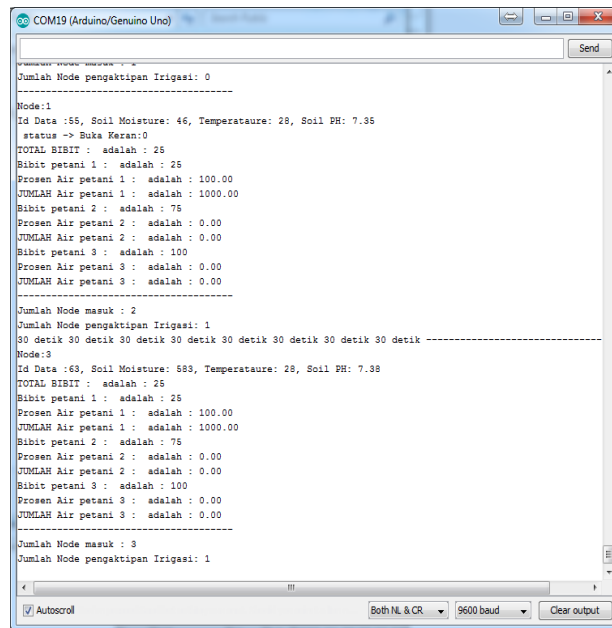 COM19 (Arduino/Genuino Uno)
Send
Jumlah Node masuk : 1
Jumlah Node pengaktipan Irigasi: 0
-------------------------------------
Node:1
Id Data :55, Soil Moisture: 46, Temperataure: 28, Soil PH: 7.35
status -> Buka Keran:0
TOTAL BIBIT :  adalah : 25
Bibit petani 1 :  adalah : 25
Prosen Air petani 1 :  adalah : 100.00
JUMLAH Air petani 1 :  adalah : 1000.00
Bibit petani 2 :  adalah : 75
Prosen Air petani 2 :  adalah : 0.00
JUMLAH Air petani 2 :  adalah : 0.00
Bibit petani 3 :  adalah : 100
Prosen Air petani 3 :  adalah : 0.00
JUMLAH Air petani 3 :  adalah : 0.00
-------------------------------------
Jumlah Node masuk : 2
Jumlah Node pengaktipan Irigasi: 1
30 detik 30 detik 30 detik 30 detik 30 detik 30 detik 30 detik 30 detik -------------------------------
Node:3
Id Data :63, Soil Moisture: 583, Temperataure: 28, Soil PH: 7.38
TOTAL BIBIT :  adalah : 25
Bibit petani 1 :  adalah : 25
Prosen Air petani 1 :  adalah : 100.00
JUMLAH Air petani 1 :  adalah : 1000.00
Bibit petani 2 :  adalah : 75
Prosen Air petani 2 :  adalah : 0.00
JUMLAH Air petani 2 :  adalah : 0.00
Bibit petani 3 :  adalah : 100
Prosen Air petani 3 :  adalah : 0.00
JUMLAH Air petani 3 :  adalah : 0.00
-------------------------------------
Jumlah Node masuk : 3
Jumlah Node pengaktipan Irigasi: 1
Autoscroll
Both NL & CR
9600 baud
Clear output